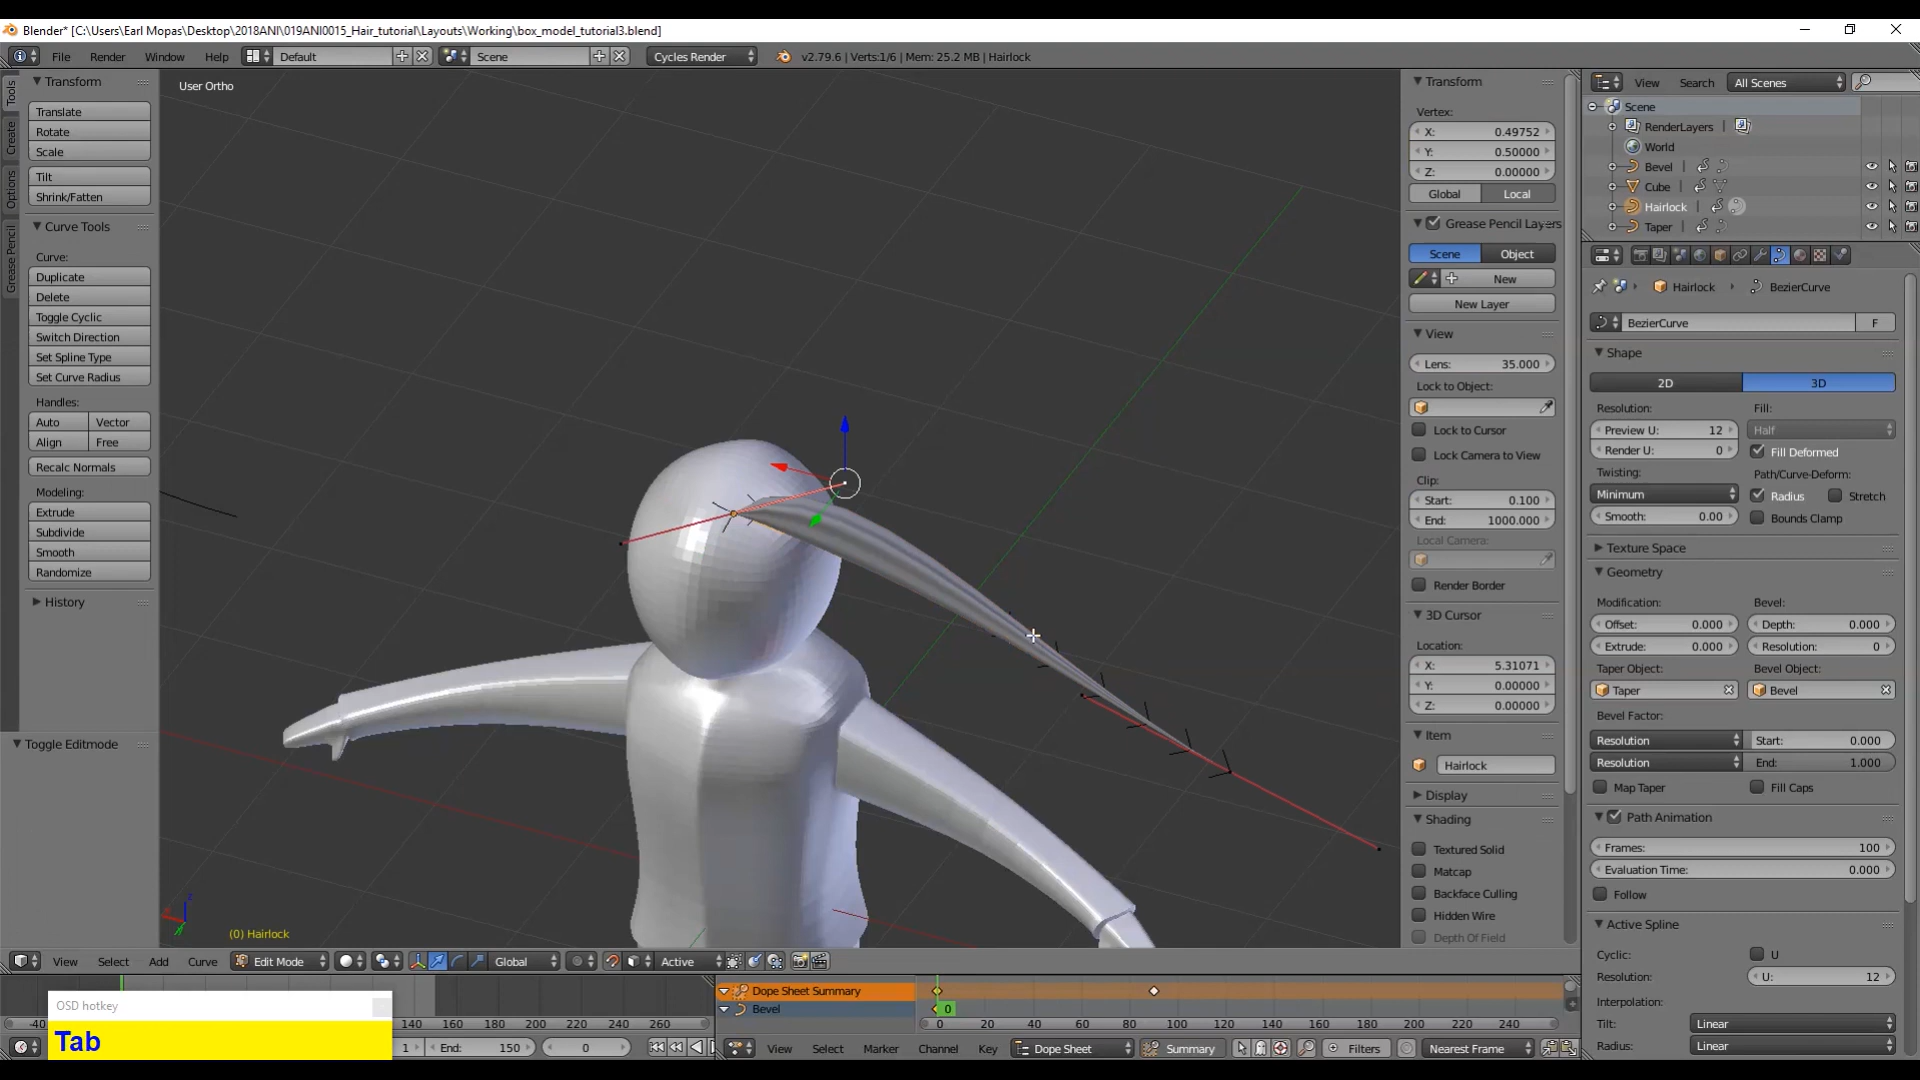 Blender* [C:\Users\Earl Mopas\Desktop\2018ANI\019ANI0015_Hair_tutorial\Layouts\Working\box_model_tutorial3.blend]
File Render Window Help Default Scene Cycles Render v2.79.6 | Verts:1/6 | Mem: 25.2 MB | Hairlock
Tools
Create
Options
Grease Pencil
Transform
Translate
Rotate
Scale
Tilt
Shrink/Fatten
Curve Tools
Curve:
Duplicate
Delete
Toggle Cyclic
Switch Direction
Set Spline Type
Set Curve Radius
Handles:
Auto Vector
Align Free
Recalc Normals
Modeling:
Extrude
Subdivide
Smooth
Randomize
History
Toggle Editmode
User Ortho
(0) Hairlock
Transform
Vertex:
X: 0.49752
Y: 0.50000
Z: 0.00000
Global Local
Grease Pencil Layers
Scene Object
New
New Layer
View
Lens: 35.000
Lock to Object:
Lock to Cursor
Lock Camera to View
Clip:
Start: 0.100
End: 1000.000
Local Camera:
Render Border
3D Cursor
Location:
X: 5.31071
Y: 0.00000
Z: 0.00000
Item
Hairlock
Display
Shading
Textured Solid
Matcap
Backface Culling
Hidden Wire
Depth Of Field
View Search All Scenes
Scene
RenderLayers |
World
Bevel |
Cube |
Hairlock |
Taper |
Hairlock BezierCurve
BezierCurve F
Shape
2D 3D
Resolution: Fill:
Preview U: 12 Half
Render U: 0 Fill Deformed
Twisting: Path/Curve-Deform:
Minimum Radius Stretch
Smooth: 0.00 Bounds Clamp
Texture Space
Geometry
Modification: Bevel:
Offset: 0.000 Depth: 0.000
Extrude: 0.000 Resolution: 0
Taper Object: Bevel Object:
Taper Bevel
Bevel Factor:
Resolution Start: 0.000
Resolution End: 1.000
Map Taper Fill Caps
Path Animation
Frames: 100
Evaluation Time: 0.000
Follow
Active Spline
Cyclic: U
Resolution: U: 12
Interpolation:
Tilt: Linear
Radius: Linear
View Select Add Curve Edit Mode Global Active
OSD hotkey
Tab
-40 140 160 180 200 220 240 260
1 End: 150 0
Dope Sheet Summary
Bevel
0
0 20 40 60 80 100 120 140 160 180 200 220 240
View Select Marker Channel Key Dope Sheet Summary Filters Nearest Frame